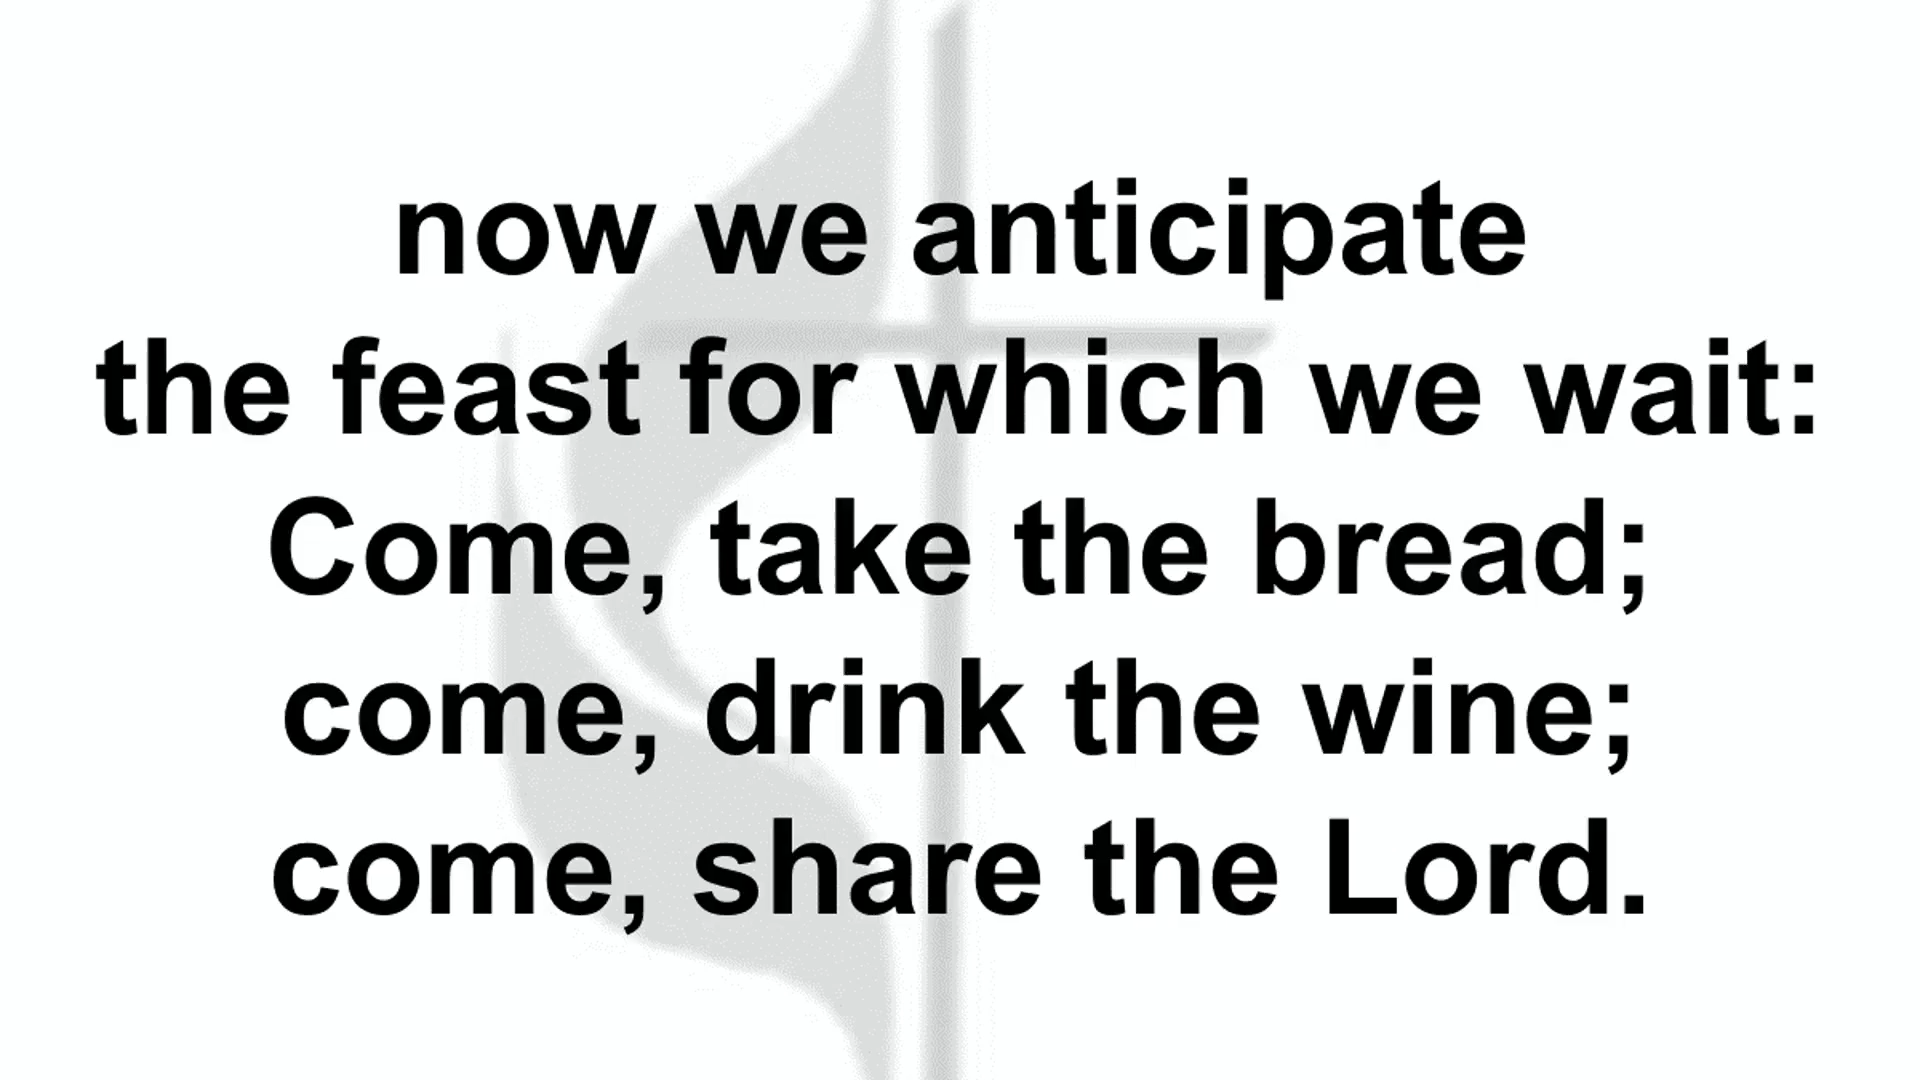 now we anticipate
the feast for which we wait:
Come, take the bread;
come, drink the wine;
come, share the Lord.